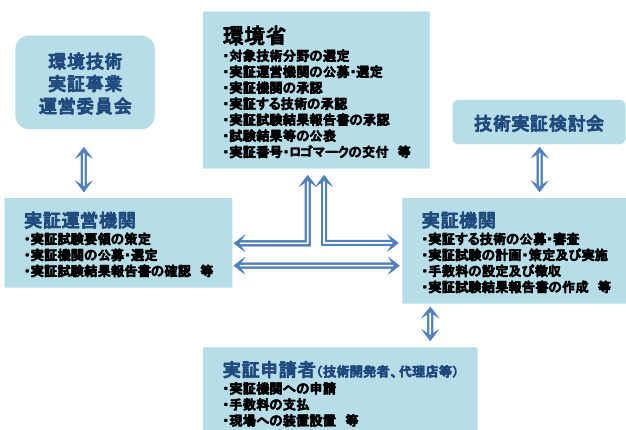 環境技術
実証事業
運営委員会
環境省
・対象技術分野の選定
・実証運営機関の公募・選定
・実証機関の承認
・実証する技術の承認
・実証試験結果報告書の承認
・試験結果等の公表
・実証番号・ロゴマークの交付 等
技術実証検討会
実証運営機関
・実証試験要領の策定
・実証機関の公募・選定
・実証試験結果報告書の確認 等
実証機関
・実証する技術の公募・審査
・実証試験の計画・策定及び実施
・手数料の設定及び徴収
・実証試験結果報告書の作成 等
実証申請者(技術開発者、代理店等)
・実証機関への申請
・手数料の支払
・現場への装置設置 等